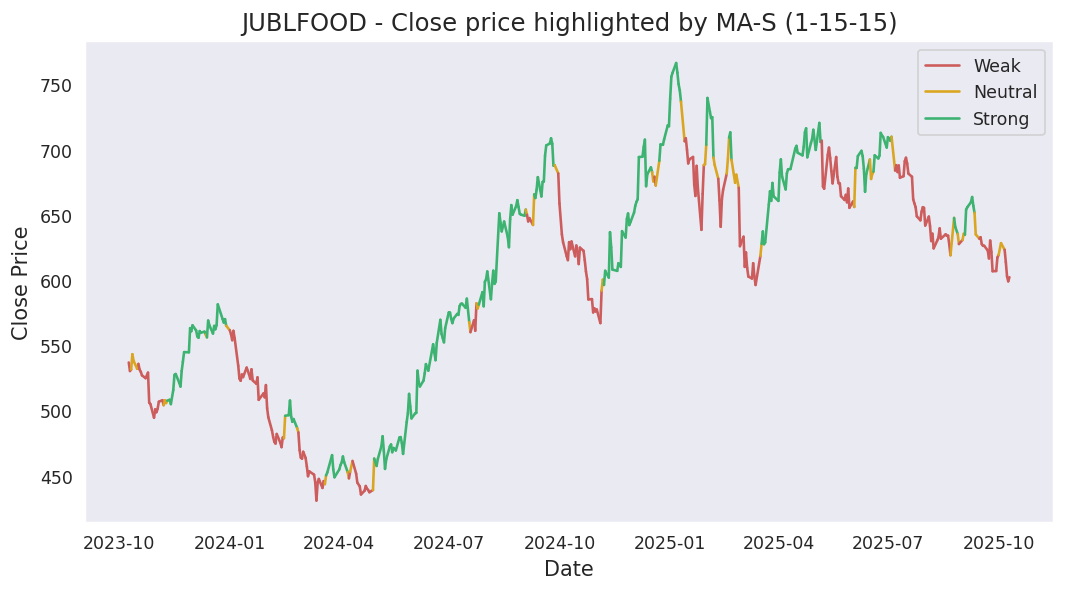 JUBLFOOD - Close price highlighted by MA-S (1-15-15)
Weak
Neutral
Strong
Close Price
750
700
650
600
550
500
450
2023-10 2024-01 2024-04 2024-07 2024-10 2025-01 2025-04 2025-07 2025-10
Date